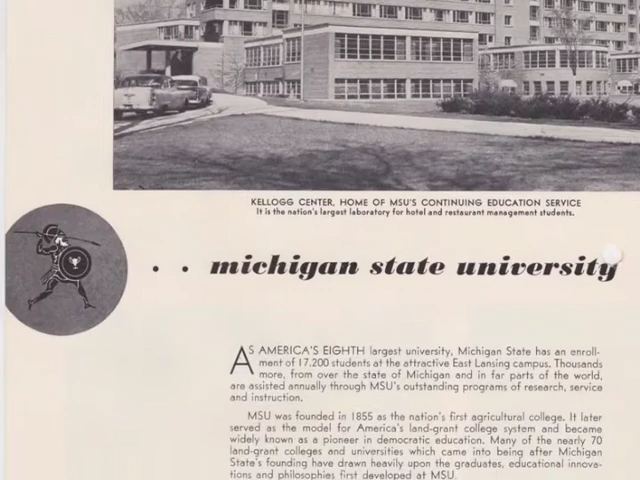 KELLOGG CENTER, HOME OF MSU'S CONTINUING EDUCATION SERVICE
It is the nation's largest laboratory for hotel and restaurant management students.
. . michigan state university
AS AMERICA'S EIGHTH largest university, Michigan State has an enroll-
ment of 17,200 students at the attractive East Lansing campus. Thousands
more, from over the state of Michigan and in far parts of the world,
are assisted annually through MSU's outstanding programs of research, service
and instruction.
MSU was founded in 1855 as the nation's first agricultural college. It later
served as the model for America's land-grant college system and became
widely known as a pioneer in democratic education. Many of the nearly 70
land-grant colleges and universities which came into being after Michigan
State's founding have drawn heavily upon the graduates, educational innova-
tions and philosophies first developed at MSU.